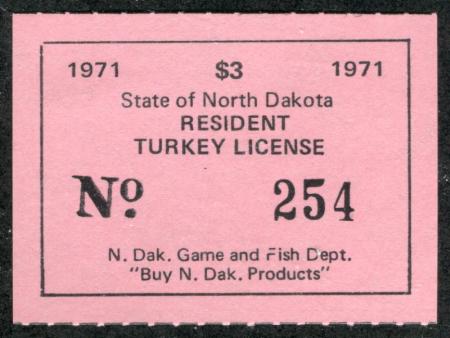 1971 $3 1971
State of North Dakota
RESIDENT
TURKEY LICENSE
No. 254
N. Dak. Game and Fish Dept.
"Buy N. Dak. Products"